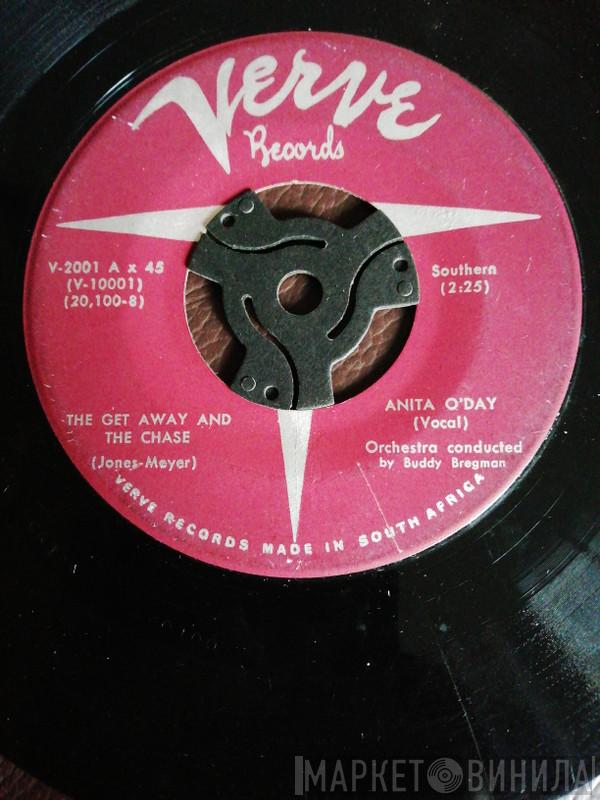 Verve
Records
V-2001 A x 45
(V-10001)
(20,100-8)
Southern
(2:25)
THE GET AWAY AND
THE CHASE
(Jones-Meyer)
ANITA O'DAY
(Vocal)
Orchestra conducted
by Buddy Bregman
VERVE RECORDS MADE IN SOUTH AFRICA
МАРКЕТ ВИНИЛА